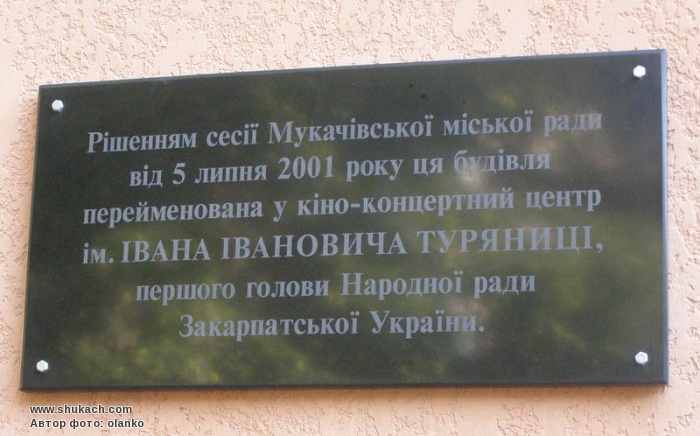 Рішенням сесії Мукачівської міської ради
від 5 липня 2001 року ця будівля
перейменована у кіно-концертний центр
ім. ІВАНА ІВАНОВИЧА ТУРЯНИЦІ,
першого голови Народної ради
Закарпатської України.
www.shukach.com
Автор фото: olanko